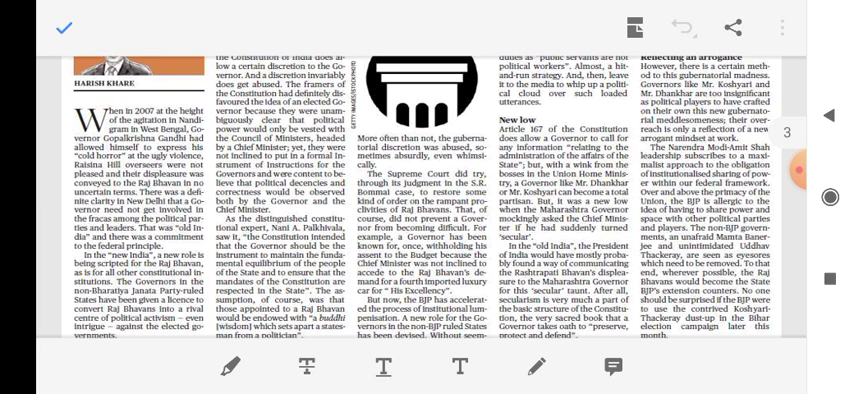 HARISH KHARE
When in 2007 at the height
of the agitation in Nandi-
gram in West Bengal, Go-
vernor Gopalkrishna Gandhi had
allowed himself to express his
"cold horror" at the ugly violence,
Raisina Hill overseers were not
pleased and their displeasure was
conveyed to the Raj Bhavan in no
uncertain terms. There was a defi-
nite clarity in New Delhi that a Go-
vernor need not get involved in
the fracas among the political par-
ties and leaders. That was "old In-
dia" and there was a commitment
to the federal principle.
In the "new India", a new role is
being scripted for the Raj Bhavan,
as is for all other constitutional in-
stitutions. The Governors in the
non-Bharatiya Janata Party-ruled
States have been given a licence to
convert Raj Bhavans into a rival
centre of political activism – even
intrigue – against the elected go-
vernments.
the Constitution of India does al-
low a certain discretion to the Go-
vernor. And a discretion invariably
does get abused. The framers of
the Constitution had definitely dis-
favoured the idea of an elected Go-
vernor because they were unam-
biguously clear that political
power would only be vested with
the Council of Ministers, headed
by a Chief Minister; yet, they were
not inclined to put in a formal In-
strument of Instructions for the
Governors and were content to be-
lieve that political decencies and
correctness would be observed
both by the Governor and the
Chief Minister.
As the distinguished constitu-
tional expert, Nani A. Palkhivala,
saw it, "the Constitution intended
that the Governor should be the
instrument to maintain the funda-
mental equilibrium of the people
of the State and to ensure that the
mandates of the Constitution are
respected in the State". The as-
sumption, of course, was that
those appointed to a Raj Bhavan
would be endowed with "a buddhi
[wisdom] which sets apart a states-
man from a politician".
GETTY IMAGES/ISTOCKPHOTO
More often than not, the guberna-
torial discretion was abused, so-
metimes absurdly, even whimsi-
cally.
The Supreme Court did try,
through its judgment in the S.R.
Bommai case, to restore some
kind of order on the rampant pro-
clivities of Raj Bhavans. That, of
course, did not prevent a Gover-
nor from becoming difficult. For
example, a Governor has been
known for, once, withholding his
assent to the Budget because the
Chief Minister was not inclined to
accede to the Raj Bhavan's de-
mand for a fourth imported luxury
car for " His Excellency".
But now, the BJP has accelerat-
ed the process of institutional lum-
penisation. A new role for the Go-
vernors in the non-BJP ruled States
has been devised. Without seem-
duties as "public servants are not
political workers". Almost, a hit-
and-run strategy. And, then, leave
it to the media to whip up a politi-
cal cloud over such loaded
utterances.
New low
Article 167 of the Constitution
does allow a Governor to call for
any information "relating to the
administration of the affairs of the
State"; but, with a wink from the
bosses in the Union Home Minis-
try, a Governor like Mr. Dhankhar
or Mr. Koshyari can become a total
partisan. But, it was a new low
when the Maharashtra Governor
mockingly asked the Chief Minis-
ter if he had suddenly turned
'secular'.
In the "old India", the President
of India would have mostly proba-
bly found a way of communicating
the Rashtrapati Bhavan's displea-
sure to the Maharashtra Governor
for this 'secular' taunt. After all,
secularism is very much a part of
the basic structure of the Constitu-
tion, the very sacred book that a
Governor takes oath to "preserve,
protect and defend".
Reflecting an arrogance
However, there is a certain meth-
od to this gubernatorial madness.
Governors like Mr. Koshyari and
Mr. Dhankhar are too insignificant
as political players to have crafted
on their own this new gubernato-
rial meddlesomeness; their over-
reach is only a reflection of a new
arrogant mindset at work.
The Narendra Modi-Amit Shah
leadership subscribes to a maxi-
malist approach to the obligation
of institutionalised sharing of pow-
er within our federal framework.
Over and above the primacy of the
Union, the BJP is allergic to the
idea of having to share power and
space with other political parties
and players. The non-BJP govern-
ments, an unafraid Mamta Baner-
jee and unintimidated Uddhav
Thackeray, are seen as eyesores
which need to be removed. To that
end, wherever possible, the Raj
Bhavans would become the State
BJP's extension counters. No one
should be surprised if the BJP were
to use the contrived Koshyari-
Thackeray dust-up in the Bihar
election campaign later this
month.
3